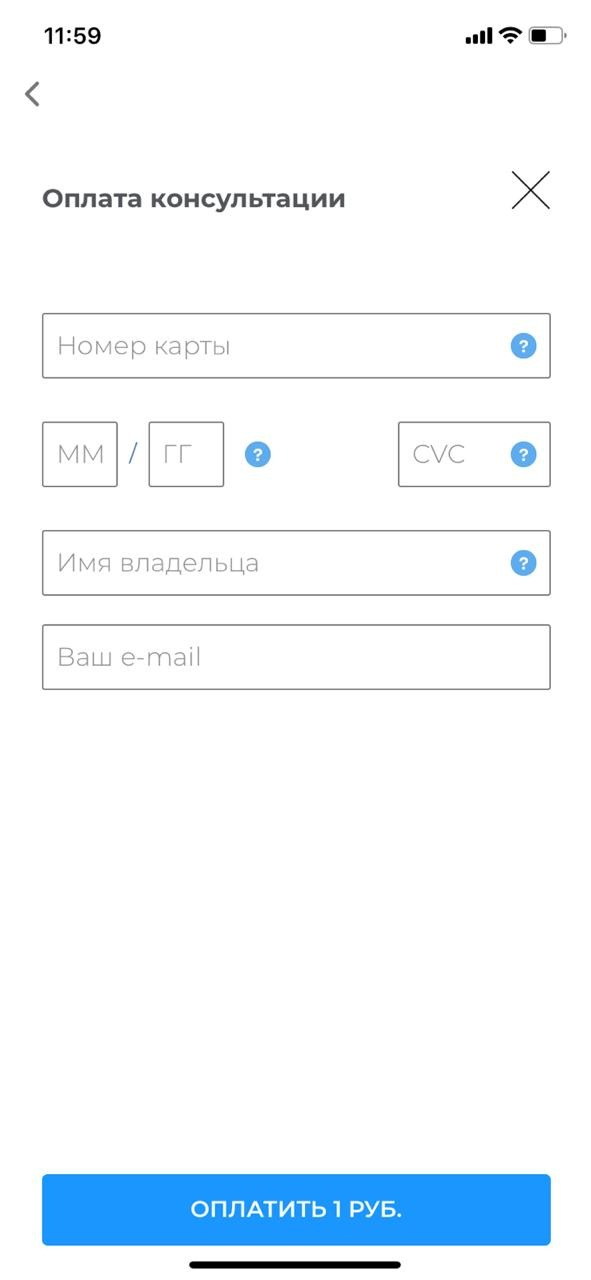 11:59
Оплата консультации
Номер карты ?
ММ / ГГ ? CVC ?
Имя владельца ?
Ваш e-mail
ОПЛАТИТЬ 1 РУБ.